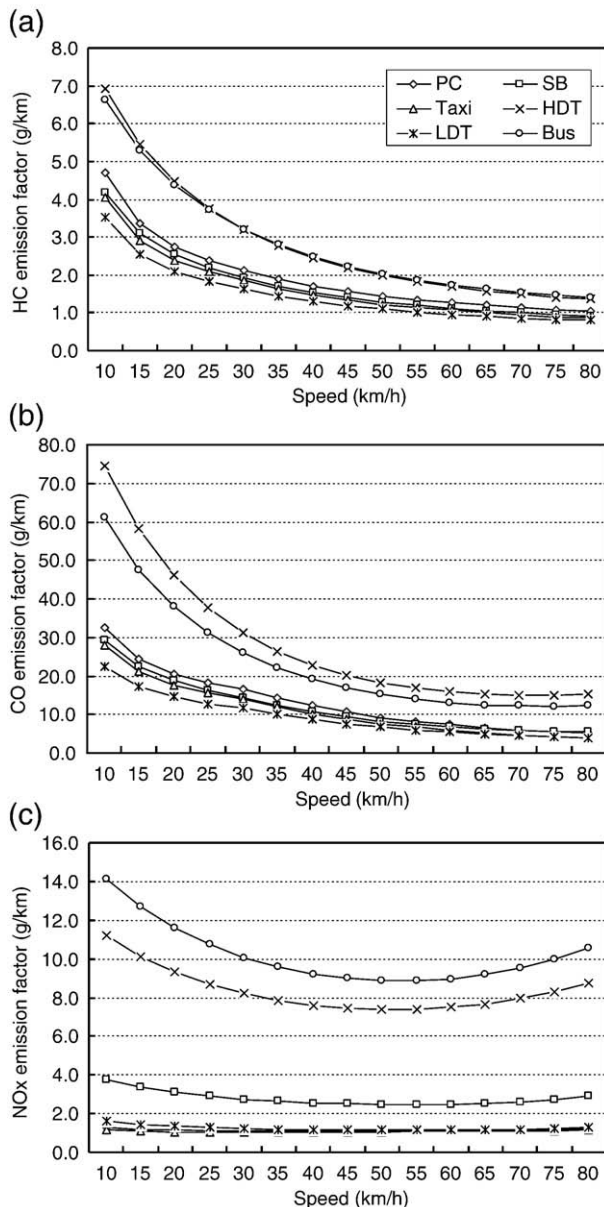 (a)
8.0
7.0
6.0
5.0
4.0
3.0
2.0
1.0
0.0
HC emission factor (g/km)
PC SB
Taxi HDT
LDT Bus
10 15 20 25 30 35 40 45 50 55 60 65 70 75 80
Speed (km/h)
(b)
80.0
70.0
60.0
50.0
40.0
30.0
20.0
10.0
0.0
CO emission factor (g/km)
10 15 20 25 30 35 40 45 50 55 60 65 70 75 80
Speed (km/h)
(c)
16.0
14.0
12.0
10.0
8.0
6.0
4.0
2.0
0.0
NOx emission factor (g/km)
10 15 20 25 30 35 40 45 50 55 60 65 70 75 80
Speed (km/h)